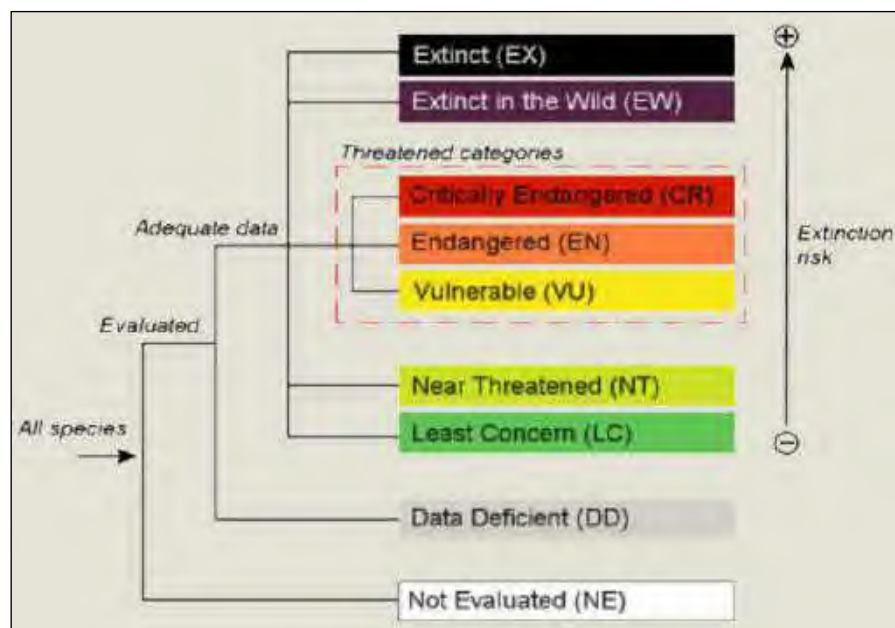 Extinct (EX)
Extinct in the Wild (EW)
Threatened categories
Critically Endangered (CR)
Adequate data
Endangered (EN)
Extinction
risk
Vulnerable (VU)
Evaluated
Near Threatened (NT)
All species
Least Concern (LC)
Data Deficient (DD)
Not Evaluated (NE)